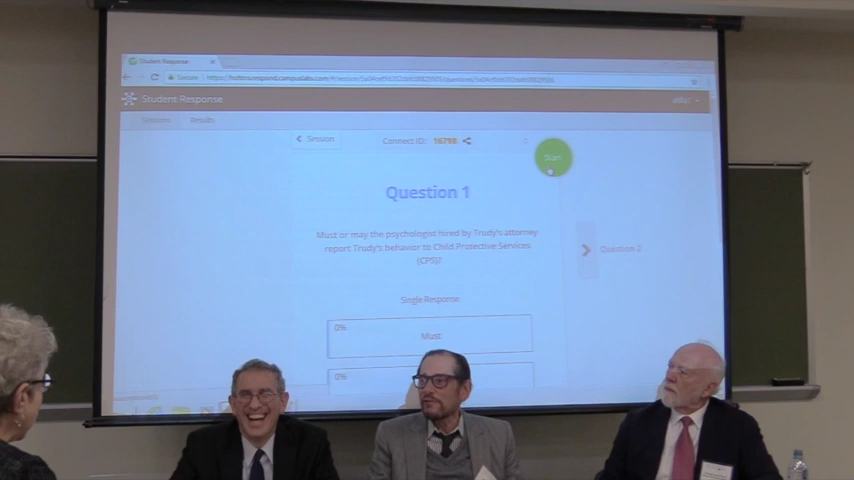 Student Response
Secure
Student Response
Sessions Results
Session
Connect ID: 16798
Start
Question 1
Must or may the psychologist hired by Trudy's attorney
report Trudy's behavior to Child Protective Services
(CPS)?
Question 2
Single Response
0%
Must
0%